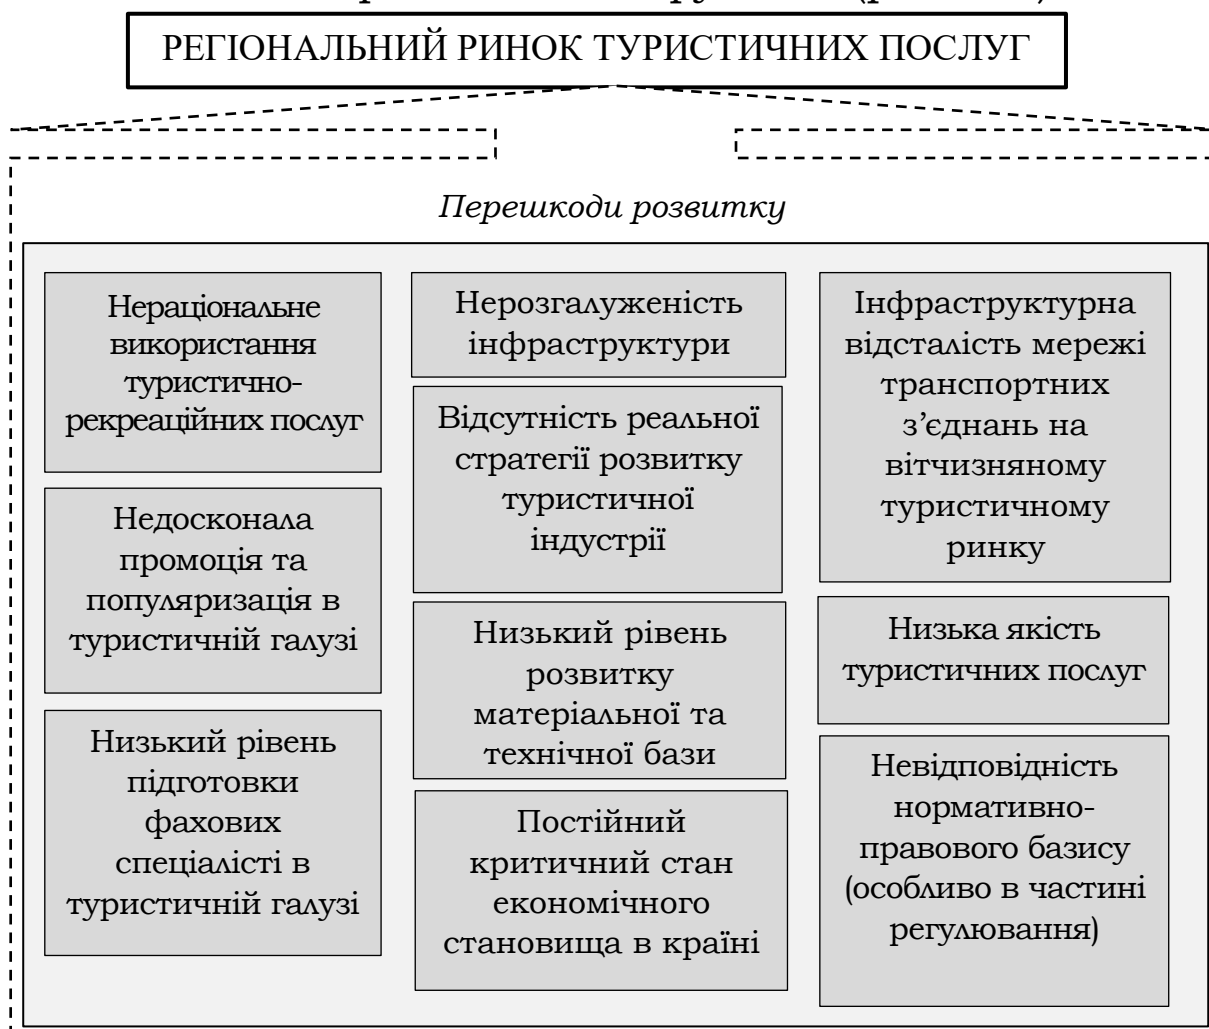 РЕГІОНАЛЬНИЙ РИНОК ТУРИСТИЧНИХ ПОСЛУГ
Перешкоди розвитку
Нераціональне
використання
туристично-
рекреаційних послуг
Недосконала
промоція та
популяризація в
туристичній галузі
Низький рівень
підготовки
фахових
спеціалісті в
туристичній галузі
Нерозгалуженість
інфраструктури
Відсутність реальної
стратегії розвитку
туристичної
індустрії
Низький рівень
розвитку
матеріальної та
технічної бази
Постійний
критичний стан
економічного
становища в країні
Інфраструктурна
відсталість мережі
транспортних
з’єднань на
вітчизняному
туристичному
ринку
Низька якість
туристичних послуг
Невідповідність
нормативно-
правового базису
(особливо в частині
регулювання)